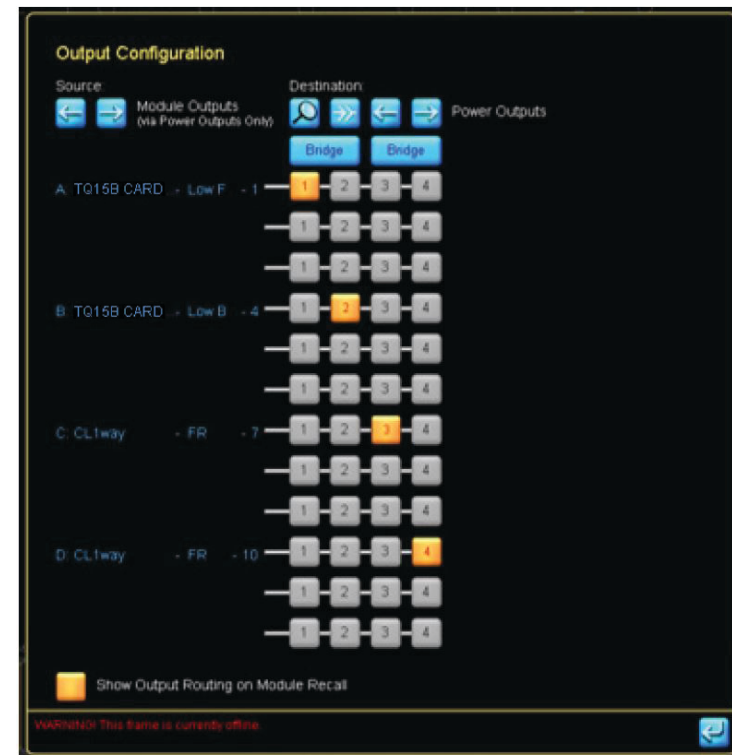 Output Configuration
Source: Destination:
Module Outputs
(via Power Outputs Only) Power Outputs
Bridge Bridge
A: TQ15B CARD - Low F - 1 1 2 3 4
1 2 3 4
1 2 3 4
B: TQ15B CARD - Low B - 4 1 2 3 4
1 2 3 4
1 2 3 4
C: CL1way - FR - 7 1 2 3 4
1 2 3 4
1 2 3 4
D: CL1way - FR - 10 1 2 3 4
1 2 3 4
1 2 3 4
Show Output Routing on Module Recall
WARNING! This frame is currently offline.